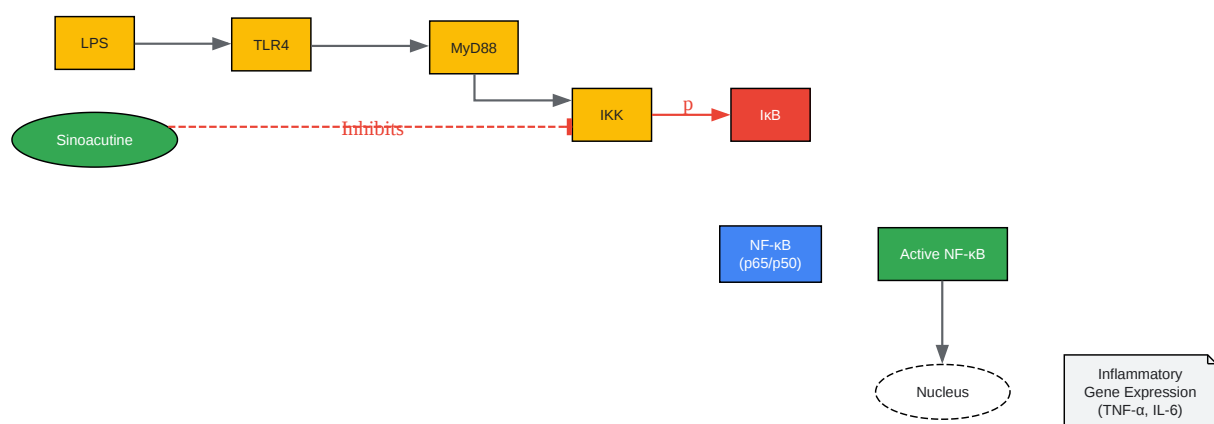 LPS
TLR4
MyD88
IKK
p
IκB
Sinoacutine
Inhibits
NF-κB
(p65/p50)
Active NF-κB
Nucleus
Inflammatory
Gene Expression
(TNF-α, IL-6)